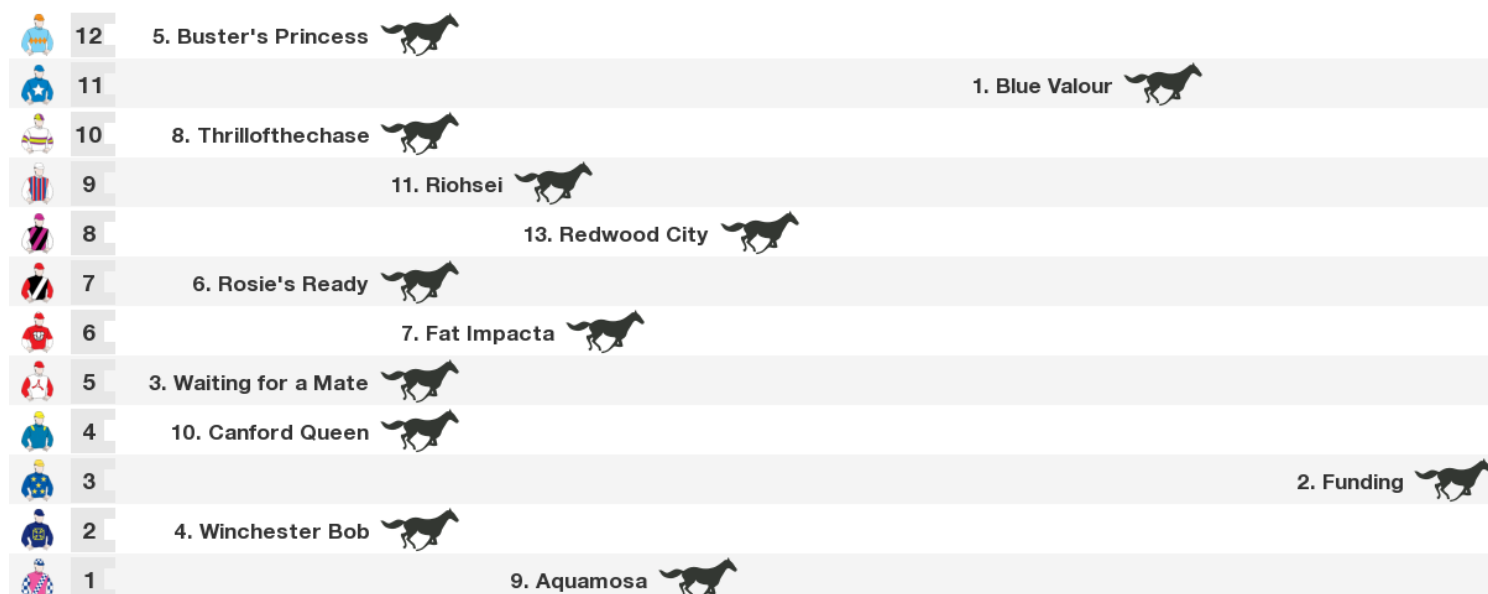 12 5. Buster's Princess
11 1. Blue Valour
10 8. Thrillofthechase
9 11. Riohsei
8 13. Redwood City
7 6. Rosie's Ready
6 7. Fat Impacta
5 3. Waiting for a Mate
4 10. Canford Queen
3 2. Funding
2 4. Winchester Bob
1 9. Aquamosa